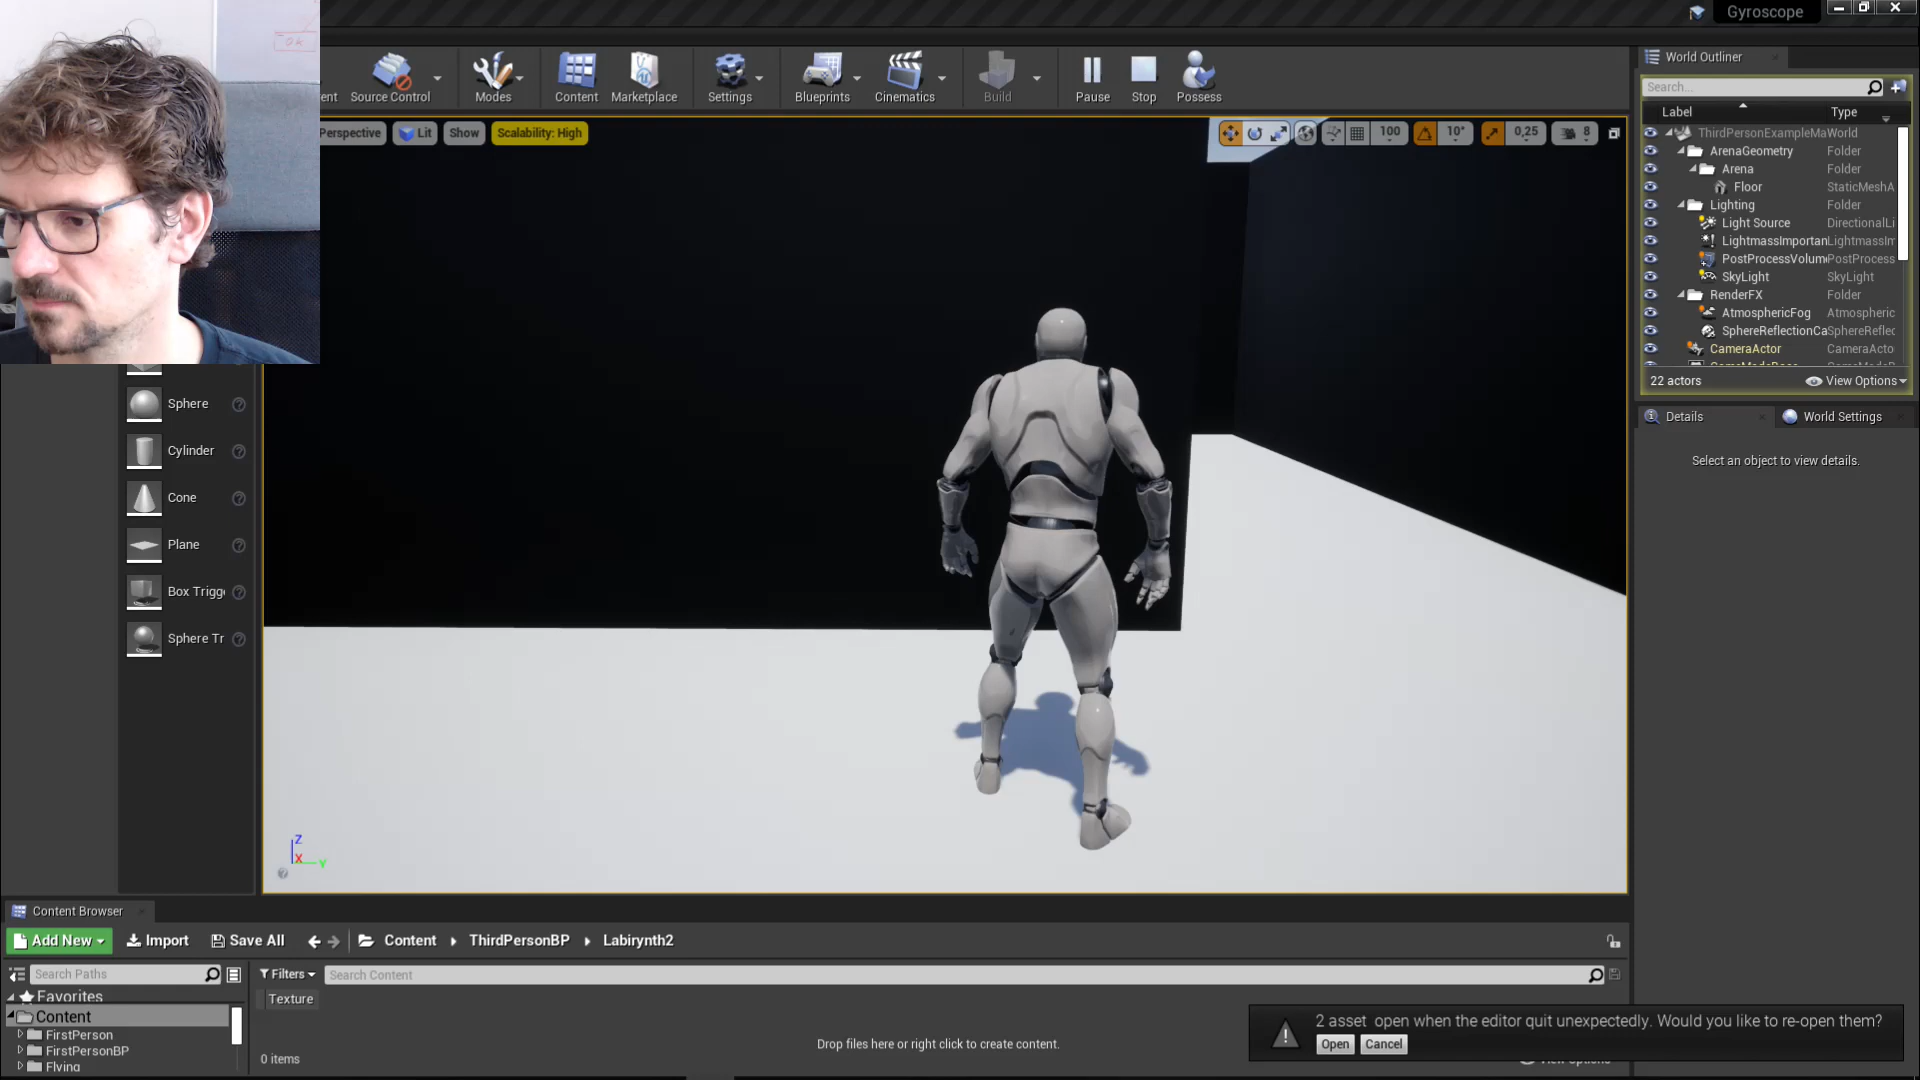 ok
Gyroscope
ent
Source Control
Modes
Content
Marketplace
Settings
Blueprints
Cinematics
Build
Pause
Stop
Possess
World Outliner
Search...
Label
Type
Perspective
Lit
Show
Scalability: High
100
10°
0,25
8
ThirdPersonExampleMa World
ArenaGeometry Folder
Arena Folder
Floor StaticMeshA
Lighting Folder
Light Source DirectionalLi
LightmassImportan LightmassIm
PostProcessVolum PostProcess
SkyLight SkyLight
RenderFX Folder
AtmosphericFog Atmospheric
SphereReflectionCa SphereReflec
CameraActor CameraActo
22 actors
View Options
Details
World Settings
Select an object to view details.
Sphere
Cylinder
Cone
Plane
Box Trigg
Sphere Tr
Z
X
Y
Content Browser
Add New
Import
Save All
Content
ThirdPersonBP
Labirynth2
Search Paths
Filters
Search Content
Favorites
Texture
Content
FirstPerson
FirstPersonBP
Flying
Drop files here or right click to create content.
0 items
2 asset open when the editor quit unexpectedly. Would you like to re-open them?
Open
Cancel